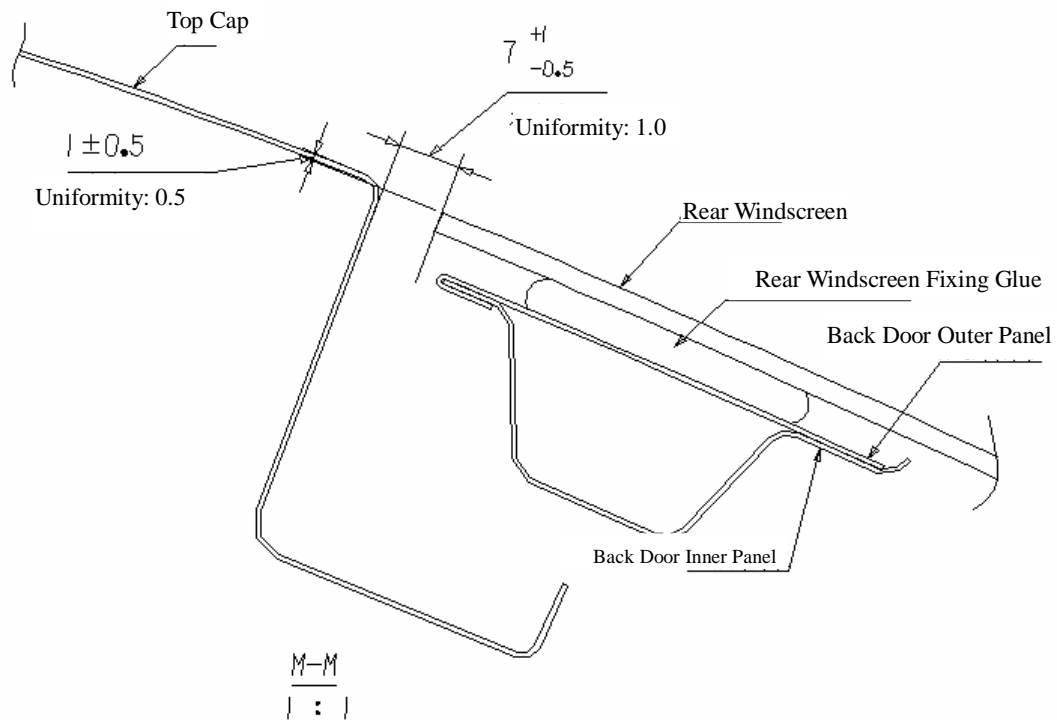 Top Cap
7 +1
-0.5
Uniformity: 1.0
1±0.5
Uniformity: 0.5
Rear Windscreen
Rear Windscreen Fixing Glue
Back Door Outer Panel
Back Door Inner Panel
M-M
1 : 1